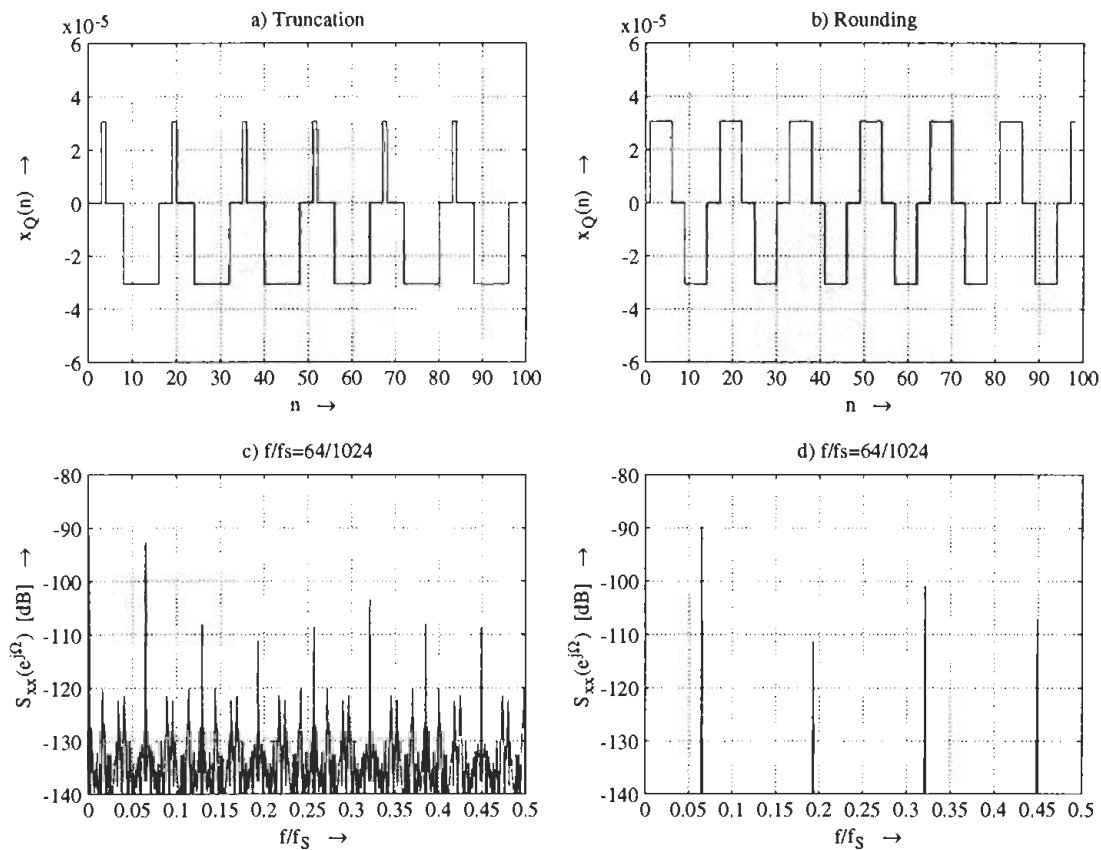 a) Truncation
x10⁻⁵
6
4
2
0
-2
-4
-6
x_Q(n) →
0 10 20 30 40 50 60 70 80 90 100
n →
b) Rounding
x10⁻⁵
6
4
2
0
-2
-4
-6
x_Q(n) →
0 10 20 30 40 50 60 70 80 90 100
n →
c) f/fs=64/1024
-80
-90
-100
-110
-120
-130
-140
S_xx(e^jΩ) [dB] →
0 0.05 0.1 0.15 0.2 0.25 0.3 0.35 0.4 0.45 0.5
f/f_S →
d) f/fs=64/1024
-80
-90
-100
-110
-120
-130
-140
S_xx(e^jΩ) [dB] →
0 0.05 0.1 0.15 0.2 0.25 0.3 0.35 0.4 0.45 0.5
f/f_S →